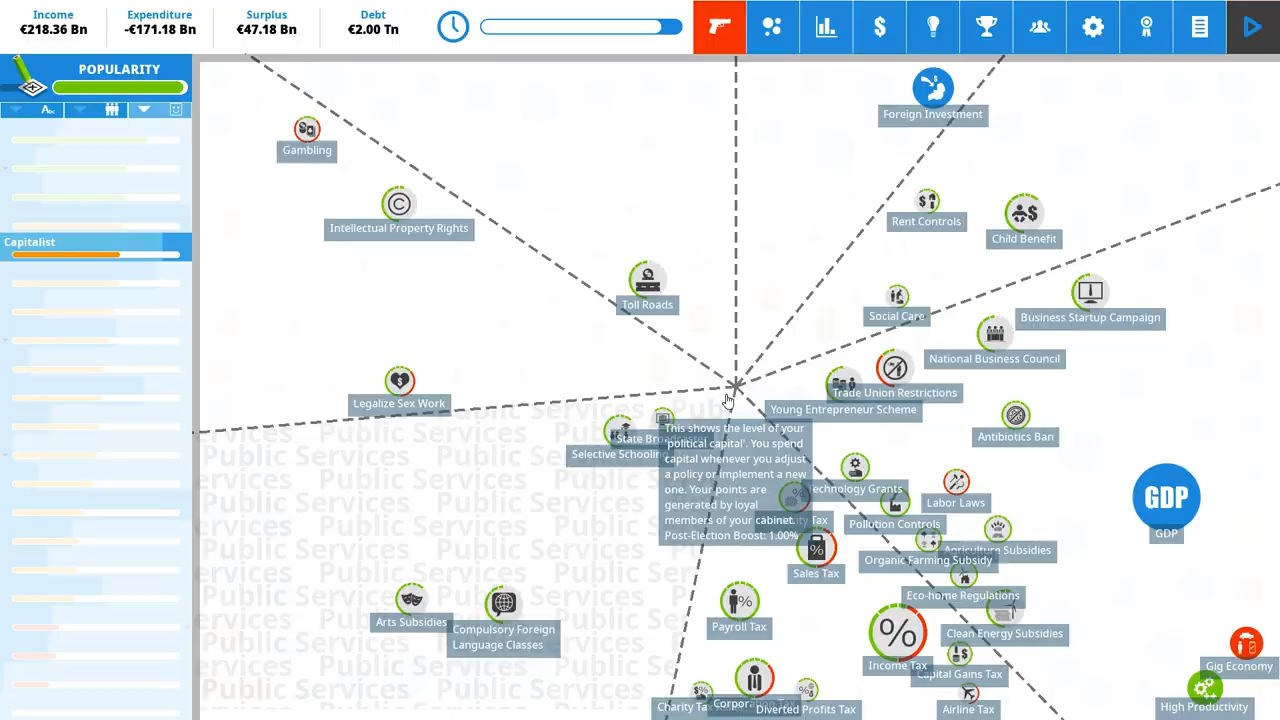 Income
€218.36 Bn
Expenditure
-€171.18 Bn
Surplus
€47.18 Bn
Debt
€2.00 Tn
POPULARITY
Capitalist
Foreign Investment
Gambling
Intellectual Property Rights
Rent Controls
Child Benefit
Toll Roads
Social Care
Business Startup Campaign
National Business Council
Trade Union Restrictions
Legalize Sex Work
Young Entrepreneur Scheme
Antibiotics Ban
State Broadcaster
Selective Schooling
This shows the level of your
'political capital'. You spend
capital whenever you adjust
a policy or implement a new
one. Your points are
generated by loyal
members of your cabinet.
Post-Election Boost: 1.00%
Technology Grants
Labor Laws
GDP
GDP
Pollution Controls
Agriculture Subsidies
Organic Farming Subsidy
Sales Tax
Eco-home Regulations
Arts Subsidies
Compulsory Foreign
Language Classes
Payroll Tax
Clean Energy Subsidies
Income Tax
Capital Gains Tax
Gig Economy
Charity Tax
Corporation Tax
Diverted Profits Tax
Airline Tax
High Productivity
Public Services